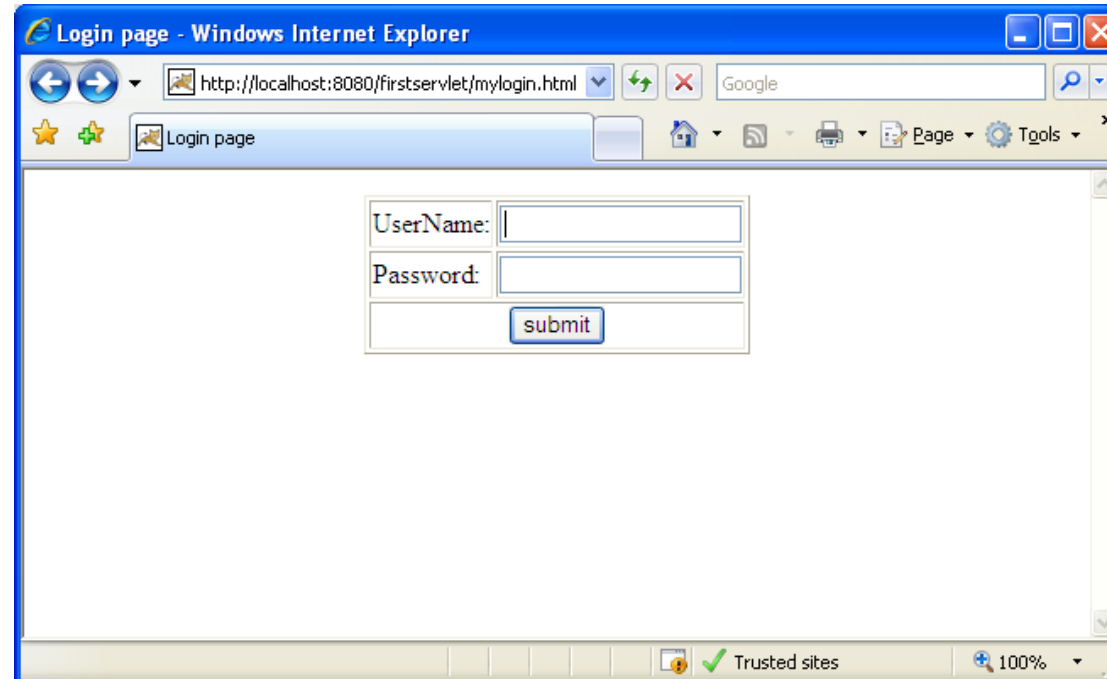 Login page - Windows Internet Explorer
http://localhost:8080/firstservlet/mylogin.html
Google
Login page
Page
Tools
UserName:
Password:
submit
Trusted sites
100%